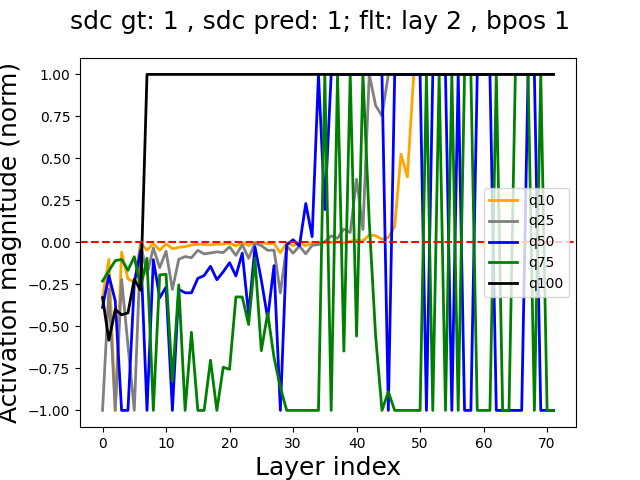 sdc gt: 1 , sdc pred: 1; flt: lay 2 , bpos 1
Activation magnitude (norm)
1.00
0.75
0.50
0.25
0.00
−0.25
−0.50
−0.75
−1.00
q10
q25
q50
q75
q100
0 10 20 30 40 50 60 70
Layer index